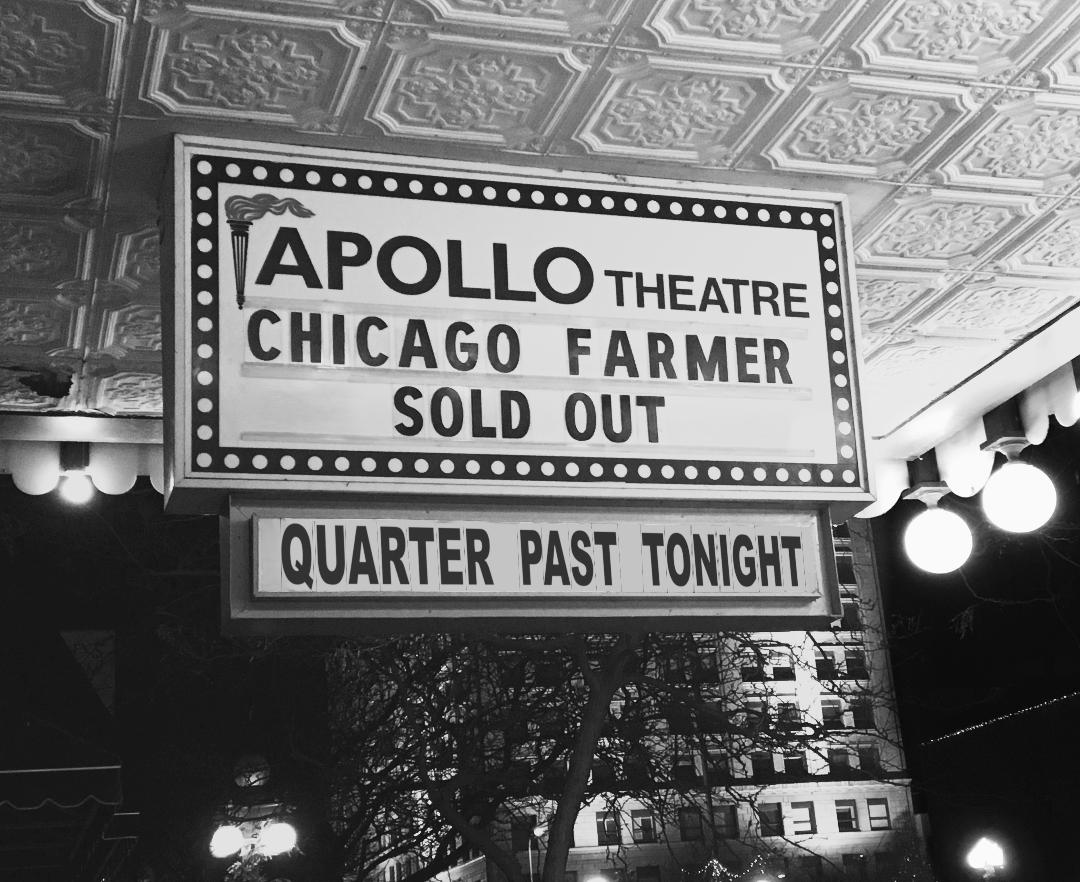 APOLLO THEATRE
CHICAGO FARMER
SOLD OUT
QUARTER PAST TONIGHT